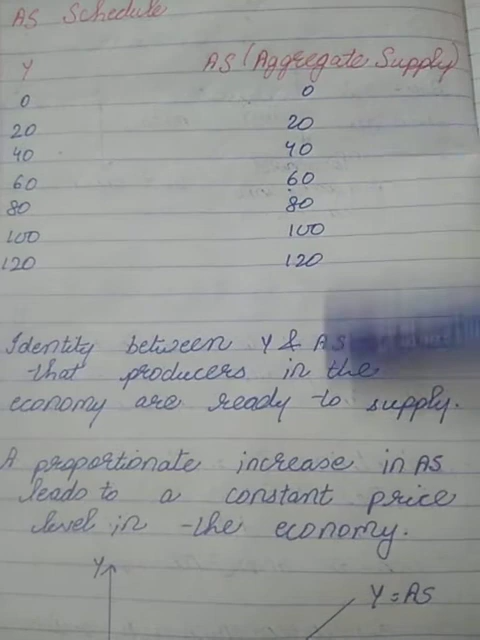 AS Schedule
Y AS (Aggregate Supply)
0 0
20 20
40 40
60 60
80 80
100 100
120 120
Identity between Y & AS
that producers in the
economy are ready to supply.
A proportionate increase in AS
leads to a constant price
level in the economy.
Y
Y = AS